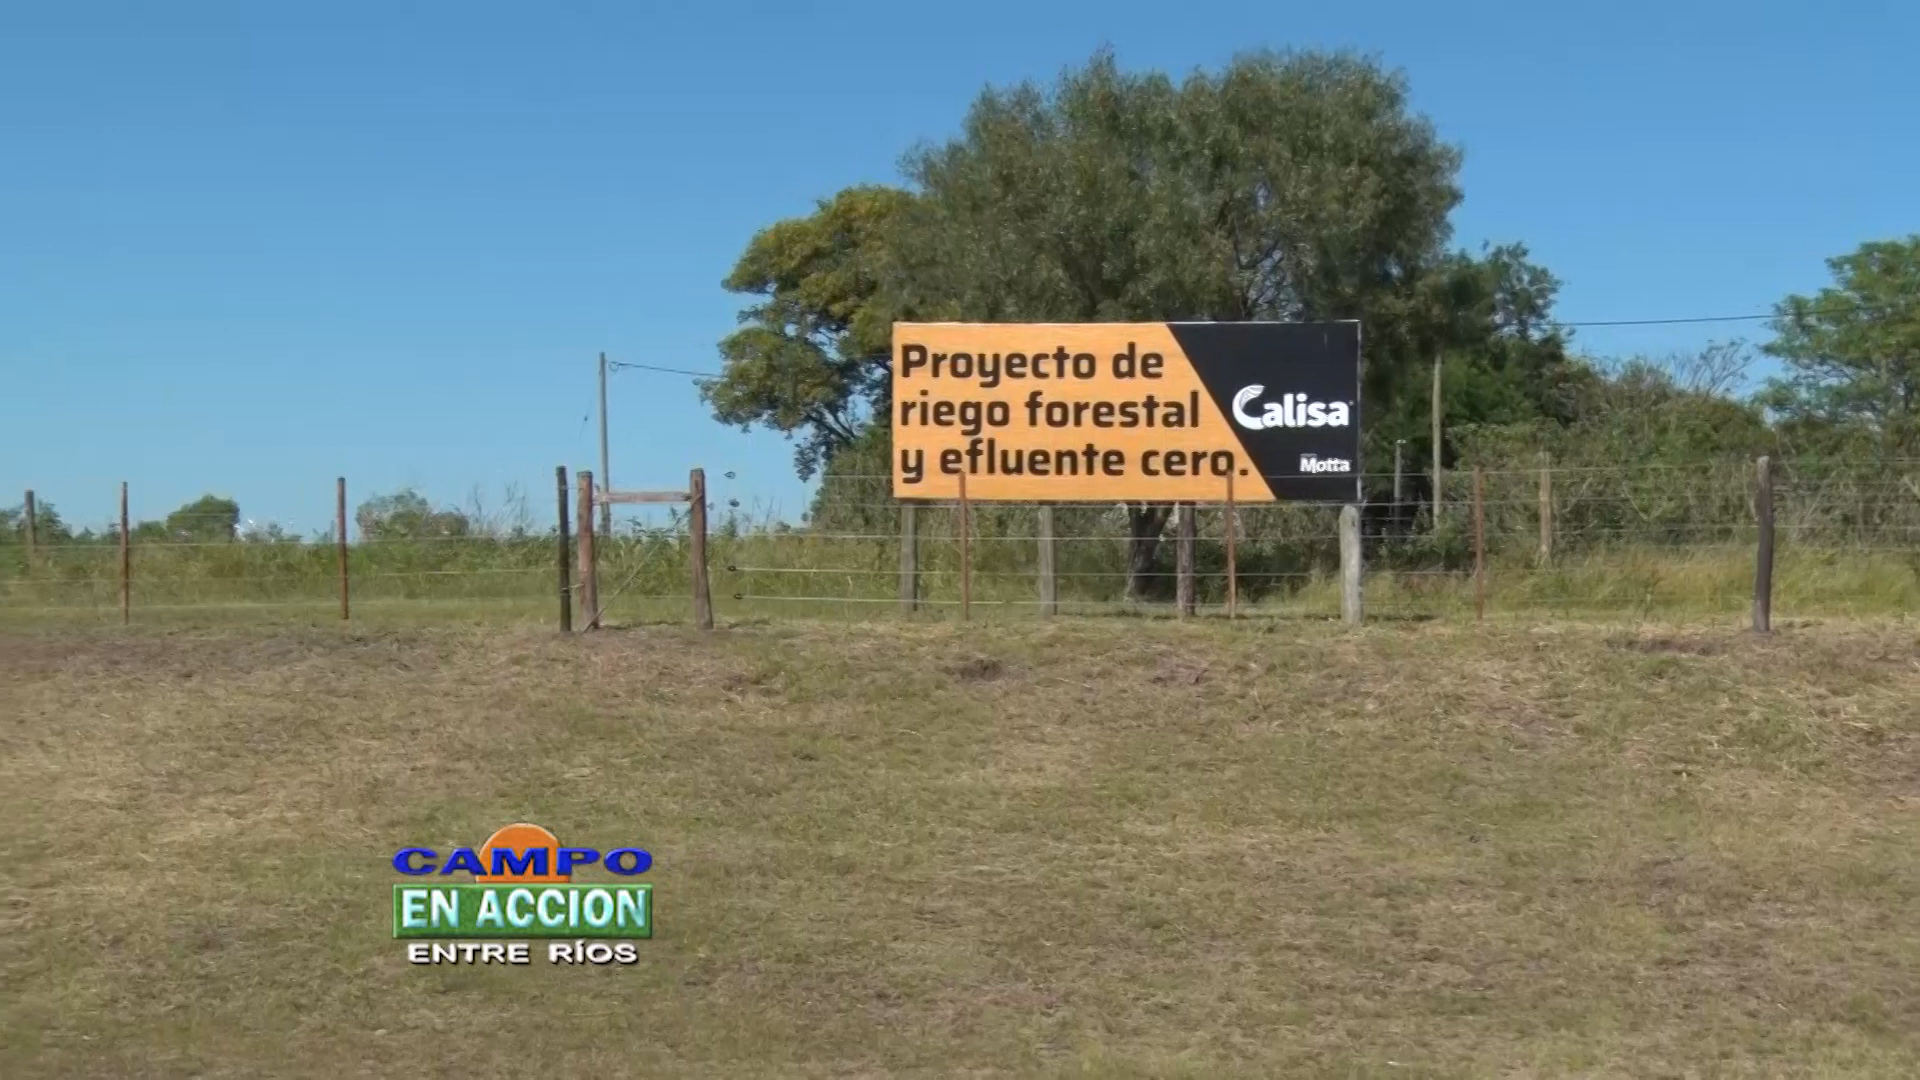 Proyecto de
riego forestal
y efluente cero.
Calisa
Motta
CAMPO
EN ACCION
ENTRE RÍOS